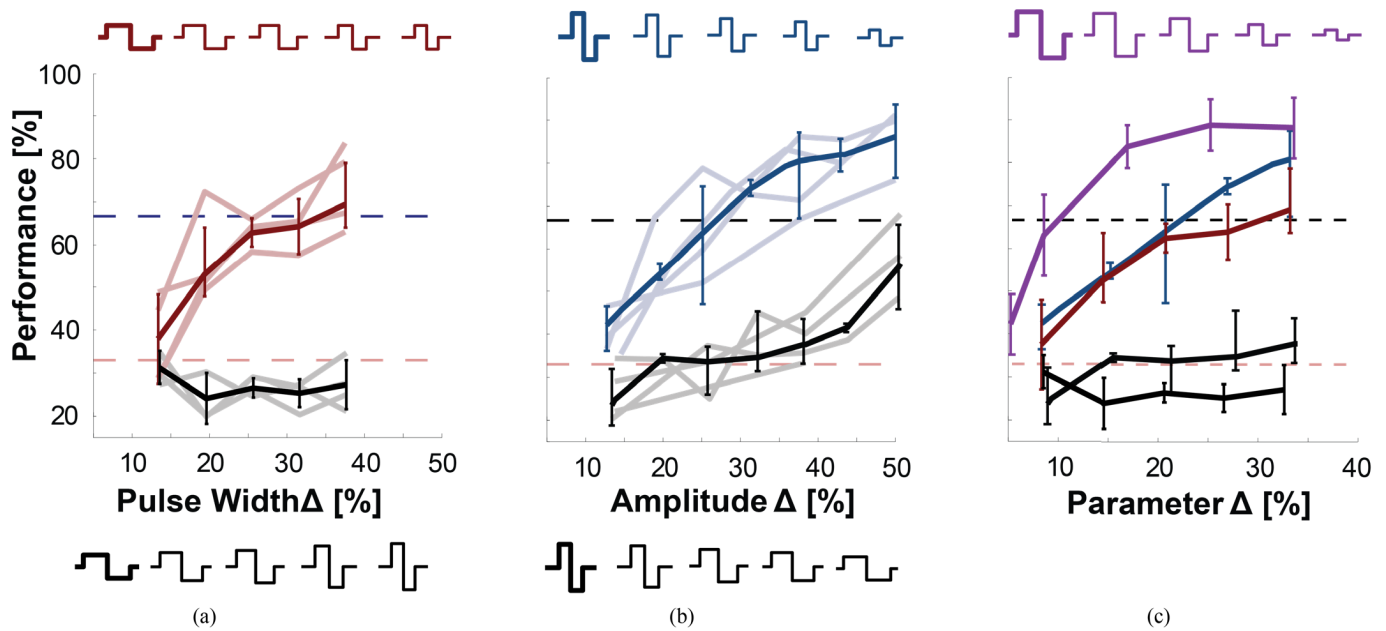 Performance [%]
100
80
60
40
20
10 20 30 40 50
10 20 30 40 50
10 20 30 40
Pulse WidthΔ [%]
Amplitude Δ [%]
Parameter Δ [%]
(a)
(b)
(c)